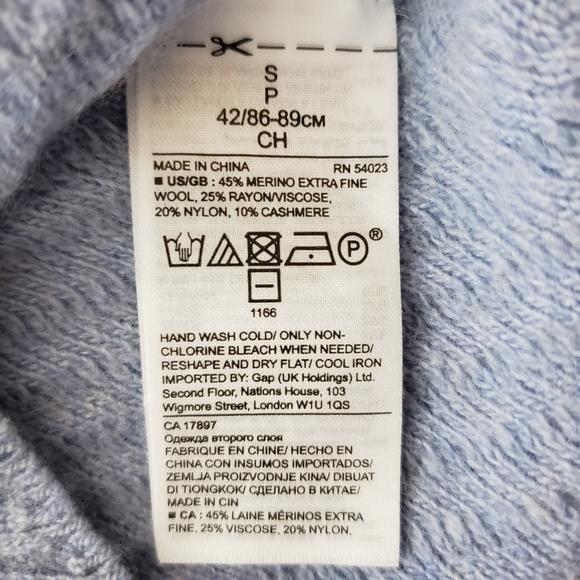 S
P
42/86-89CM
CH
MADE IN CHINA RN 54023
■ US/GB : 45% MERINO EXTRA FINE
WOOL, 25% RAYON/VISCOSE,
20% NYLON, 10% CASHMERE
P ®
1166
HAND WASH COLD/ ONLY NON-
CHLORINE BLEACH WHEN NEEDED/
RESHAPE AND DRY FLAT/ COOL IRON
IMPORTED BY: Gap (UK Holdings) Ltd.
Second Floor, Nations House, 103
Wigmore Street, London W1U 1QS
CA 17897
Одежда второго слоя
FABRIQUE EN CHINE/ HECHO EN
CHINA CON INSUMOS IMPORTADOS/
ZEMLJA PROIZVODNJE KINA/ DIBUAT
DI TIONGKOK/ СДЕЛАНО В КИТАЕ/
MADE IN CIN
■ CA : 45% LAINE MÉRINOS EXTRA
FINE, 25% VISCOSE, 20% NYLON,